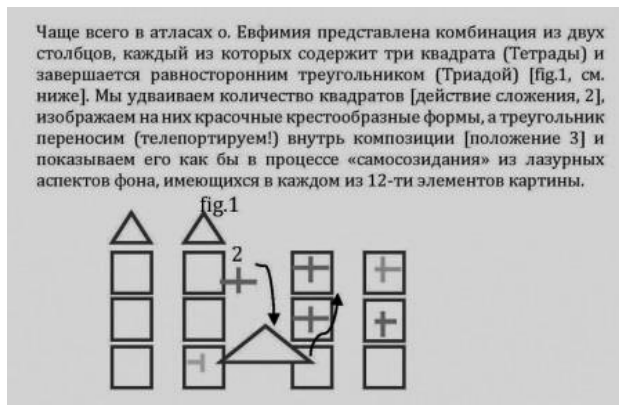 Чаще всего в атласах о. Евфимия представлена комбинация из двух
столбцов, каждый из которых содержит три квадрата (Тетрады) и
завершается равносторонним треугольником (Триадой) [fig.1, см.
ниже]. Мы удваиваем количество квадратов [действие сложения, 2],
изображаем на них красочные крестообразные формы, а треугольник
переносим (телепортируем!) внутрь композиции [положение 3] и
показываем его как бы в процессе «самосозидания» из лазурных
аспектов фона, имеющихся в каждом из 12-ти элементов картины.
fig.1
2